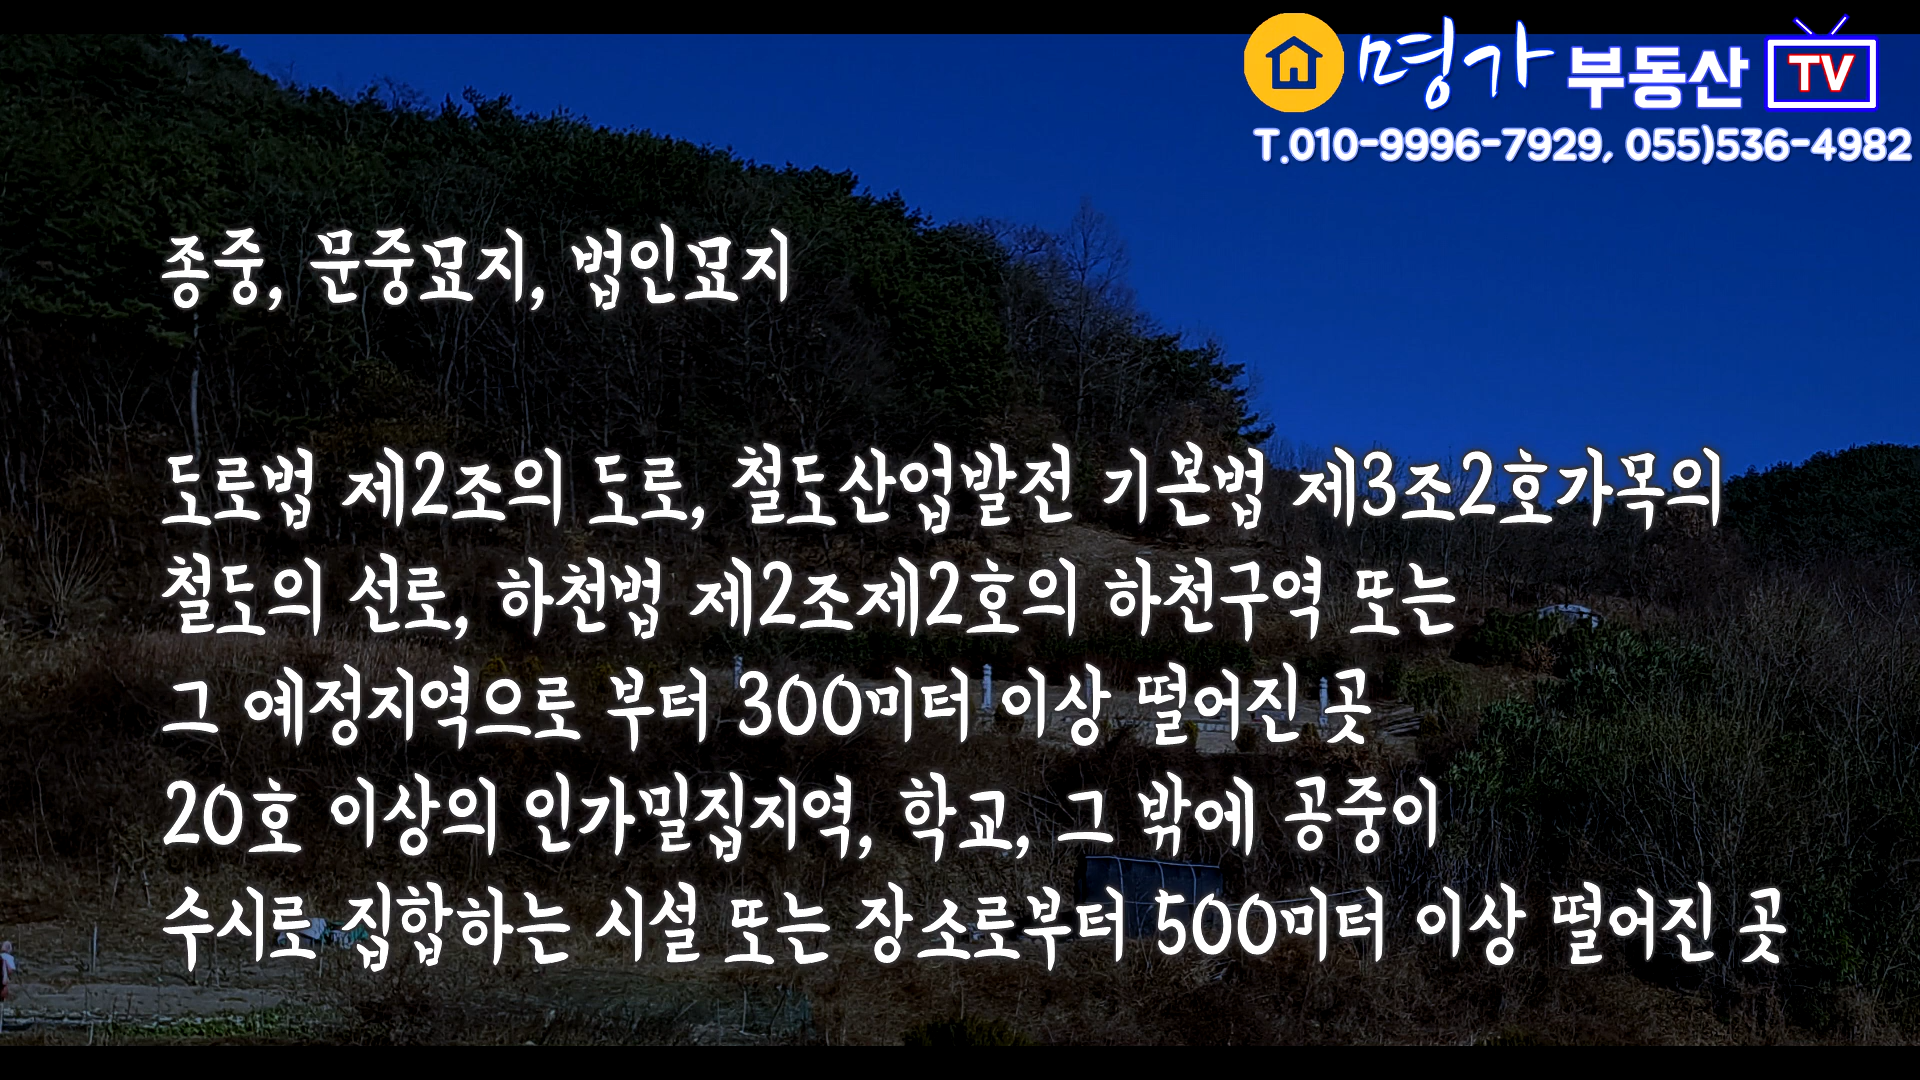 명가 부동산 TV
T.010-9996-7929, 055)536-4982
종중, 문중묘지, 법인묘지
도로법 제2조의 도로, 철도산업발전 기본법 제3조2호가목의
철도의 선로, 하천법 제2조제2호의 하천구역 또는
그 예정지역으로 부터 300미터 이상 떨어진 곳
20호 이상의 인가밀집지역, 학교, 그 밖에 공중이
수시로 집합하는 시설 또는 장소로부터 500미터 이상 떨어진 곳